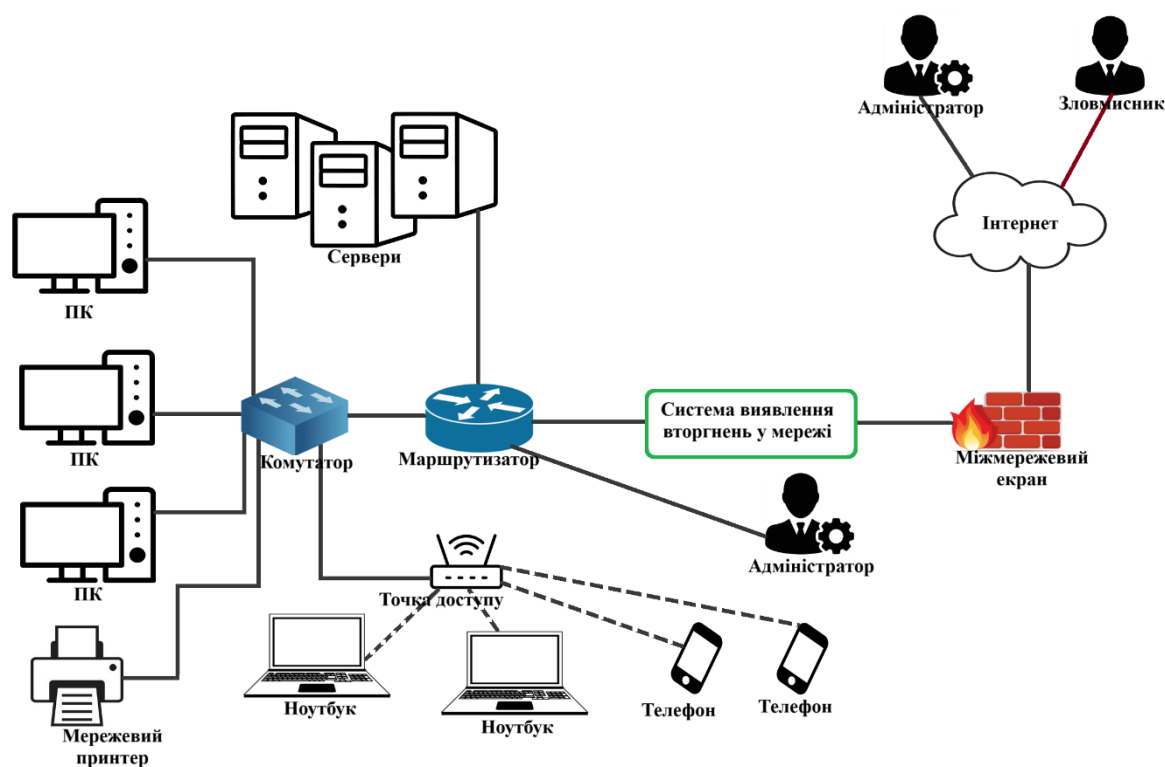 Адміністратор
Зловмисник
Інтернет
Сервери
ПК
ПК
ПК
Комутатор
Маршрутизатор
Система виявлення
вторгнень у мережі
Міжмережевий
екран
Адміністратор
Точка доступу
Ноутбук
Ноутбук
Телефон
Телефон
Мережевий
принтер